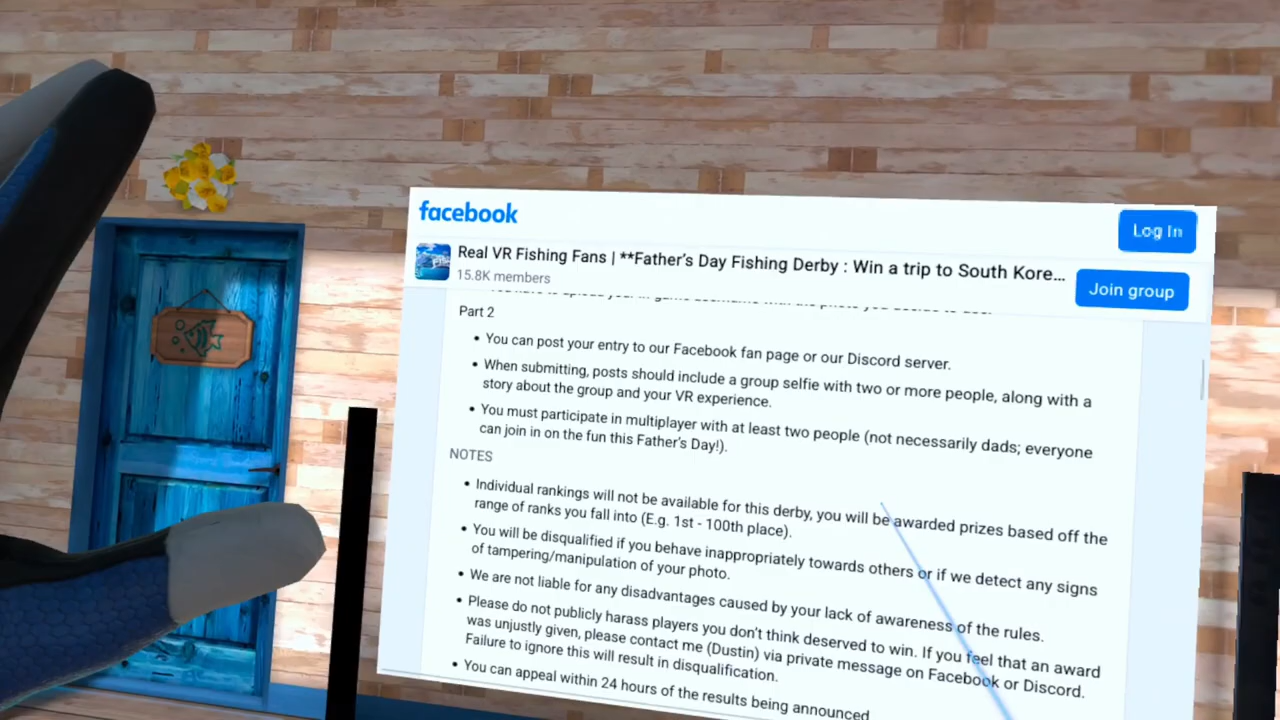 facebook
Log In
Real VR Fishing Fans | **Father's Day Fishing Derby : Win a trip to South Kore...
15.8K members
Join group
Part 2
• You can post your entry to our Facebook fan page or our Discord server.
• When submitting, posts should include a group selfie with two or more people, along with a
story about the group and your VR experience.
• You must participate in multiplayer with at least two people (not necessarily dads; everyone
can join in on the fun this Father's Day!).
NOTES
• Individual rankings will not be available for this derby, you will be awarded prizes based off the
range of ranks you fall into (E.g. 1st - 100th place).
• You will be disqualified if you behave inappropriately towards others or if we detect any signs
of tampering/manipulation of your photo.
• We are not liable for any disadvantages caused by your lack of awareness of the rules.
• Please do not publicly harass players you don't think deserved to win. If you feel that an award
was unjustly given, please contact me (Dustin) via private message on Facebook or Discord.
Failure to ignore this will result in disqualification.
• You can appeal within 24 hours of the results being announced